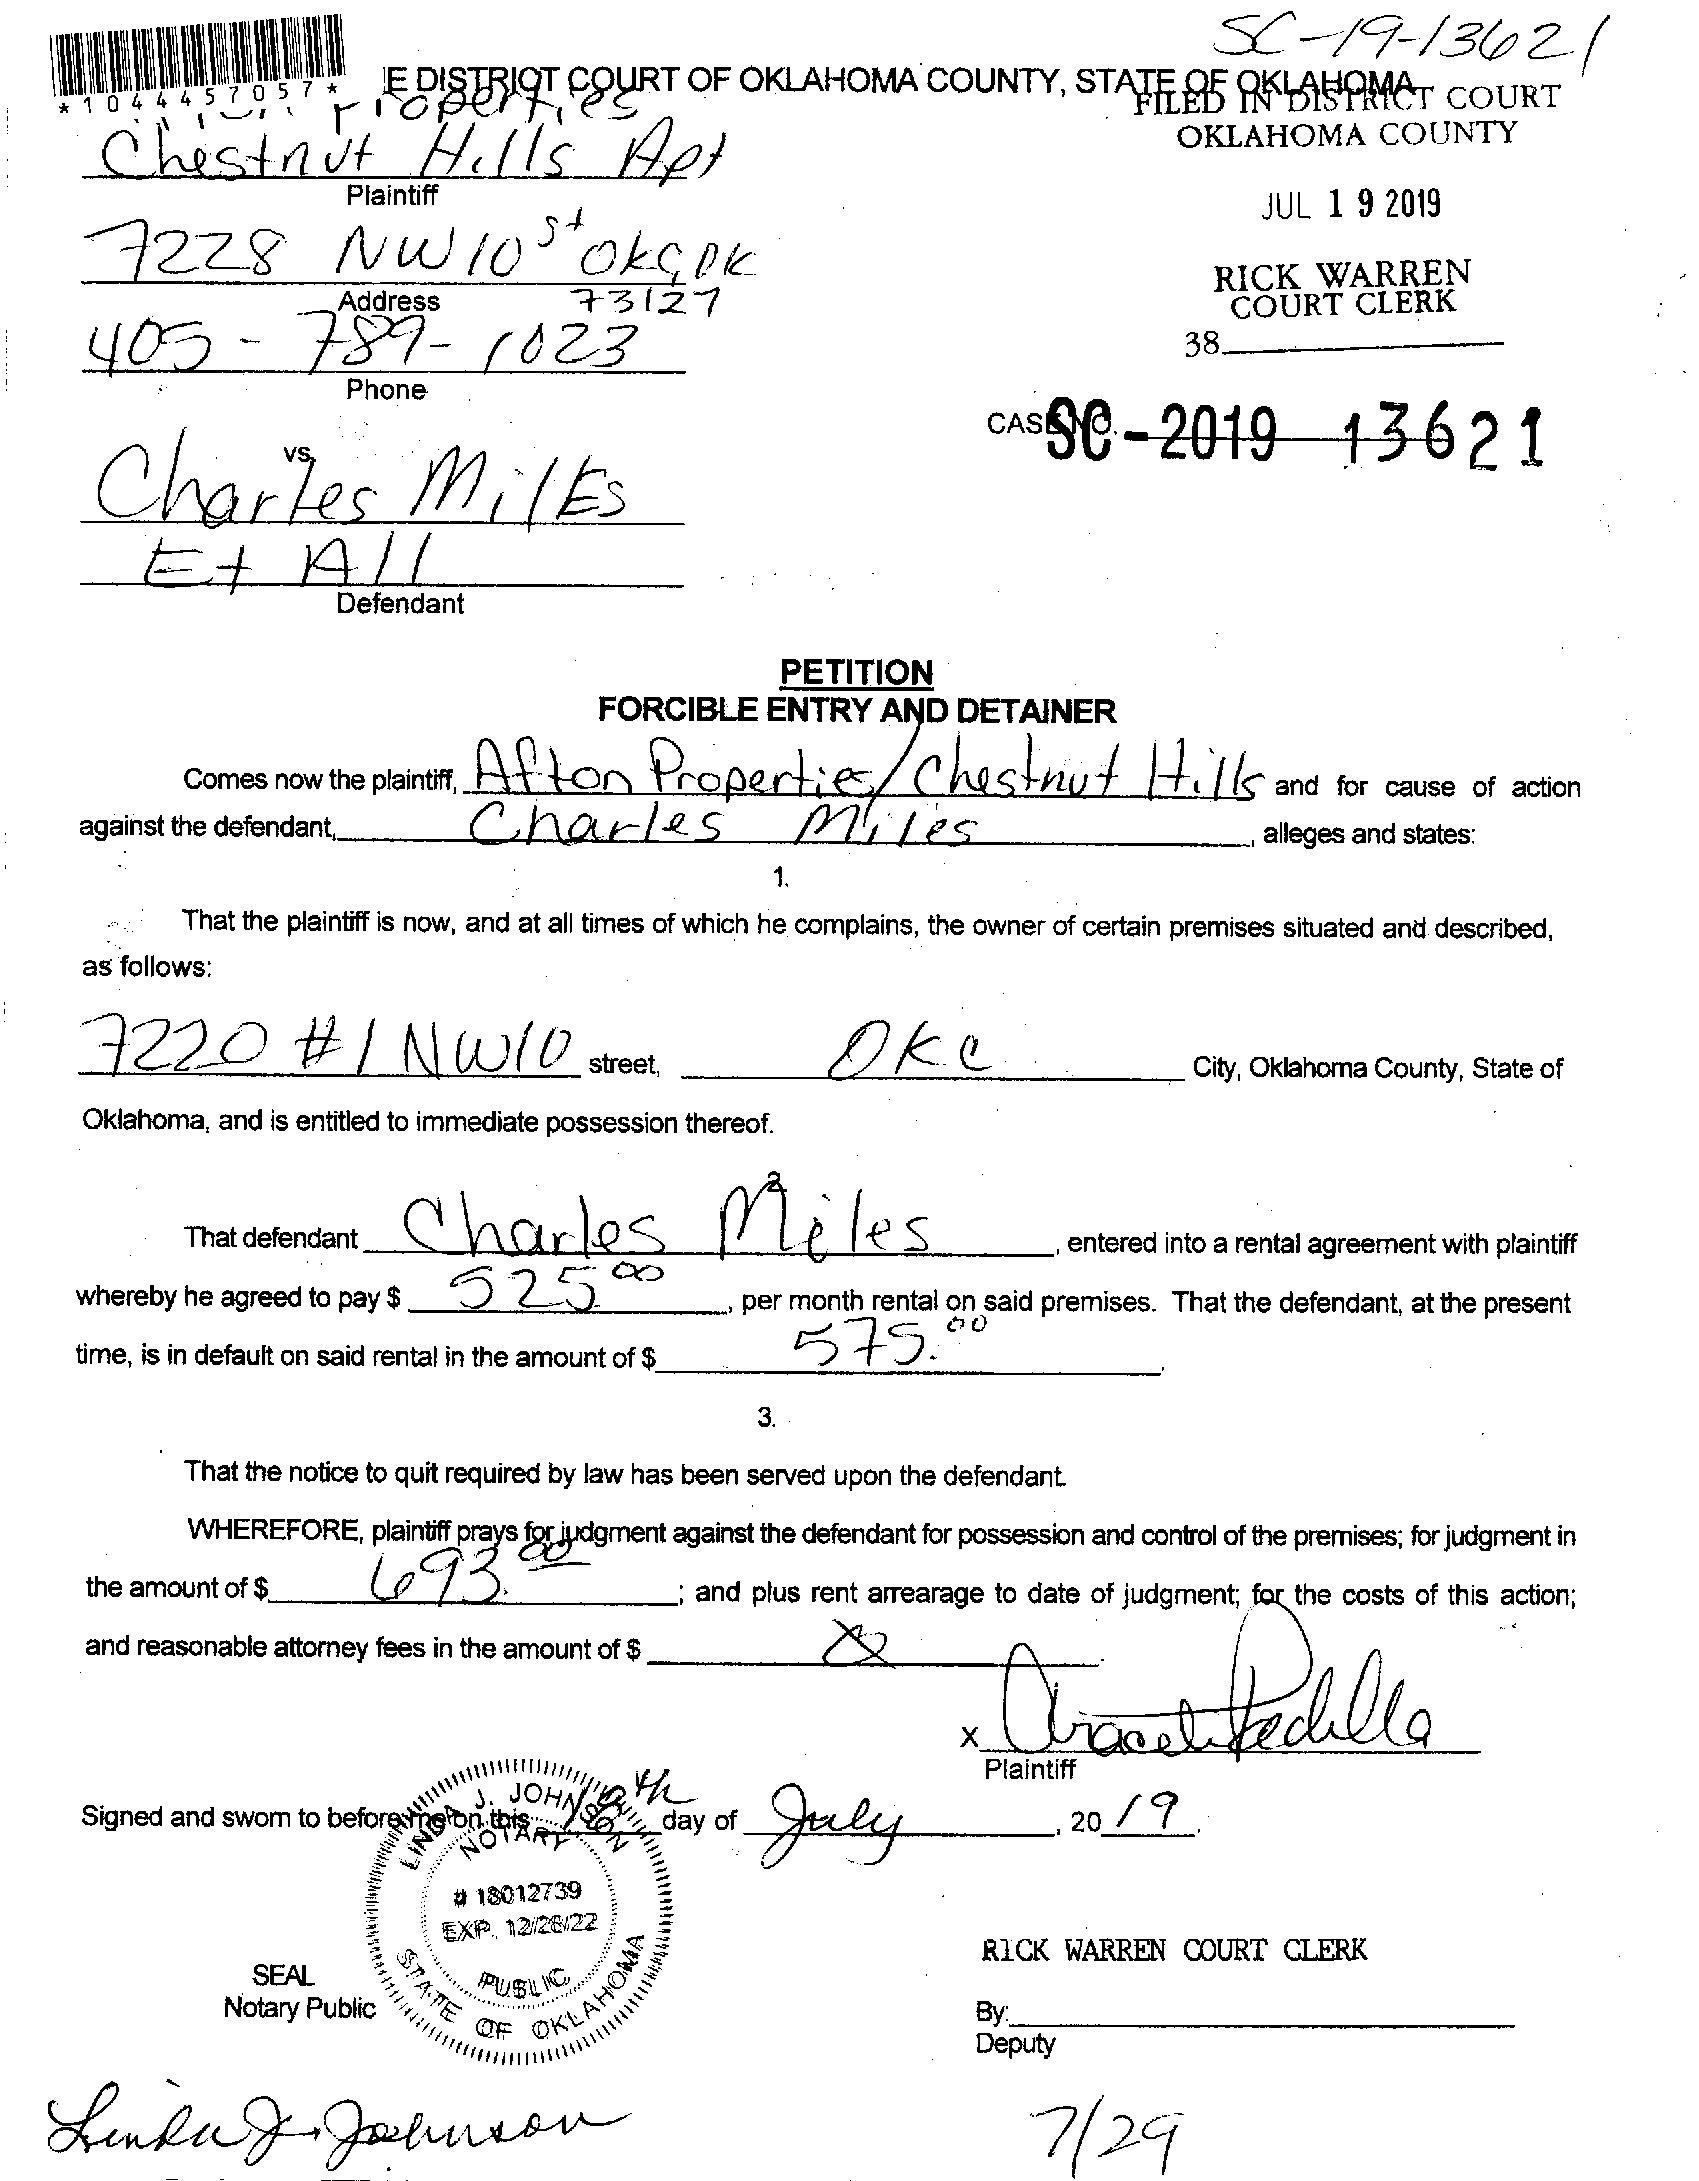 SC-19-13621
*1044457057*
E DISTRICT COURT OF OKLAHOMA COUNTY, STATE OF OKLAHOMA
Properties
FILED IN DISTRICT COURT
OKLAHOMA COUNTY
Chestnut Hills Apt
Plaintiff
JUL 19 2019
7228 NW 10 st OKC, OK
RICK WARREN
COURT CLERK
Address
73127
405-789-1023
38.
Phone
CASE NO. SC-2019 13621
vs.
Charles MilEs
Et All
Defendant
PETITION
FORCIBLE ENTRY AND DETAINER
Comes now the plaintiff, Afton Properties/Chestnut Hills and for cause of action
against the defendant, Charles Miles, alleges and states:
1.
That the plaintiff is now, and at all times of which he complains, the owner of certain premises situated and described,
as follows:
7220 #1 NW10 street, OKC City, Oklahoma County, State of
Oklahoma, and is entitled to immediate possession thereof.
2.
That defendant Charles Miles, entered into a rental agreement with plaintiff
whereby he agreed to pay $ 525.00, per month rental on said premises. That the defendant, at the present
time, is in default on said rental in the amount of $ 575.00.
3.
That the notice to quit required by law has been served upon the defendant.
WHEREFORE, plaintiff prays for judgment against the defendant for possession and control of the premises; for judgment in
the amount of $ 693.00; and plus rent arrearage to date of judgment; for the costs of this action;
and reasonable attorney fees in the amount of $
x Araceli Padilla
Plaintiff
Signed and sworn to before me on this 18th day of July, 20 19.
LINDA J. JOHNSON
NOTARY
# 18012739
EXP. 12/28/22
PUBLIC
STATE OF OKLAHOMA
SEAL
Notary Public
RICK WARREN COURT CLERK
By:
Deputy
Linda J. Johnson
7/29